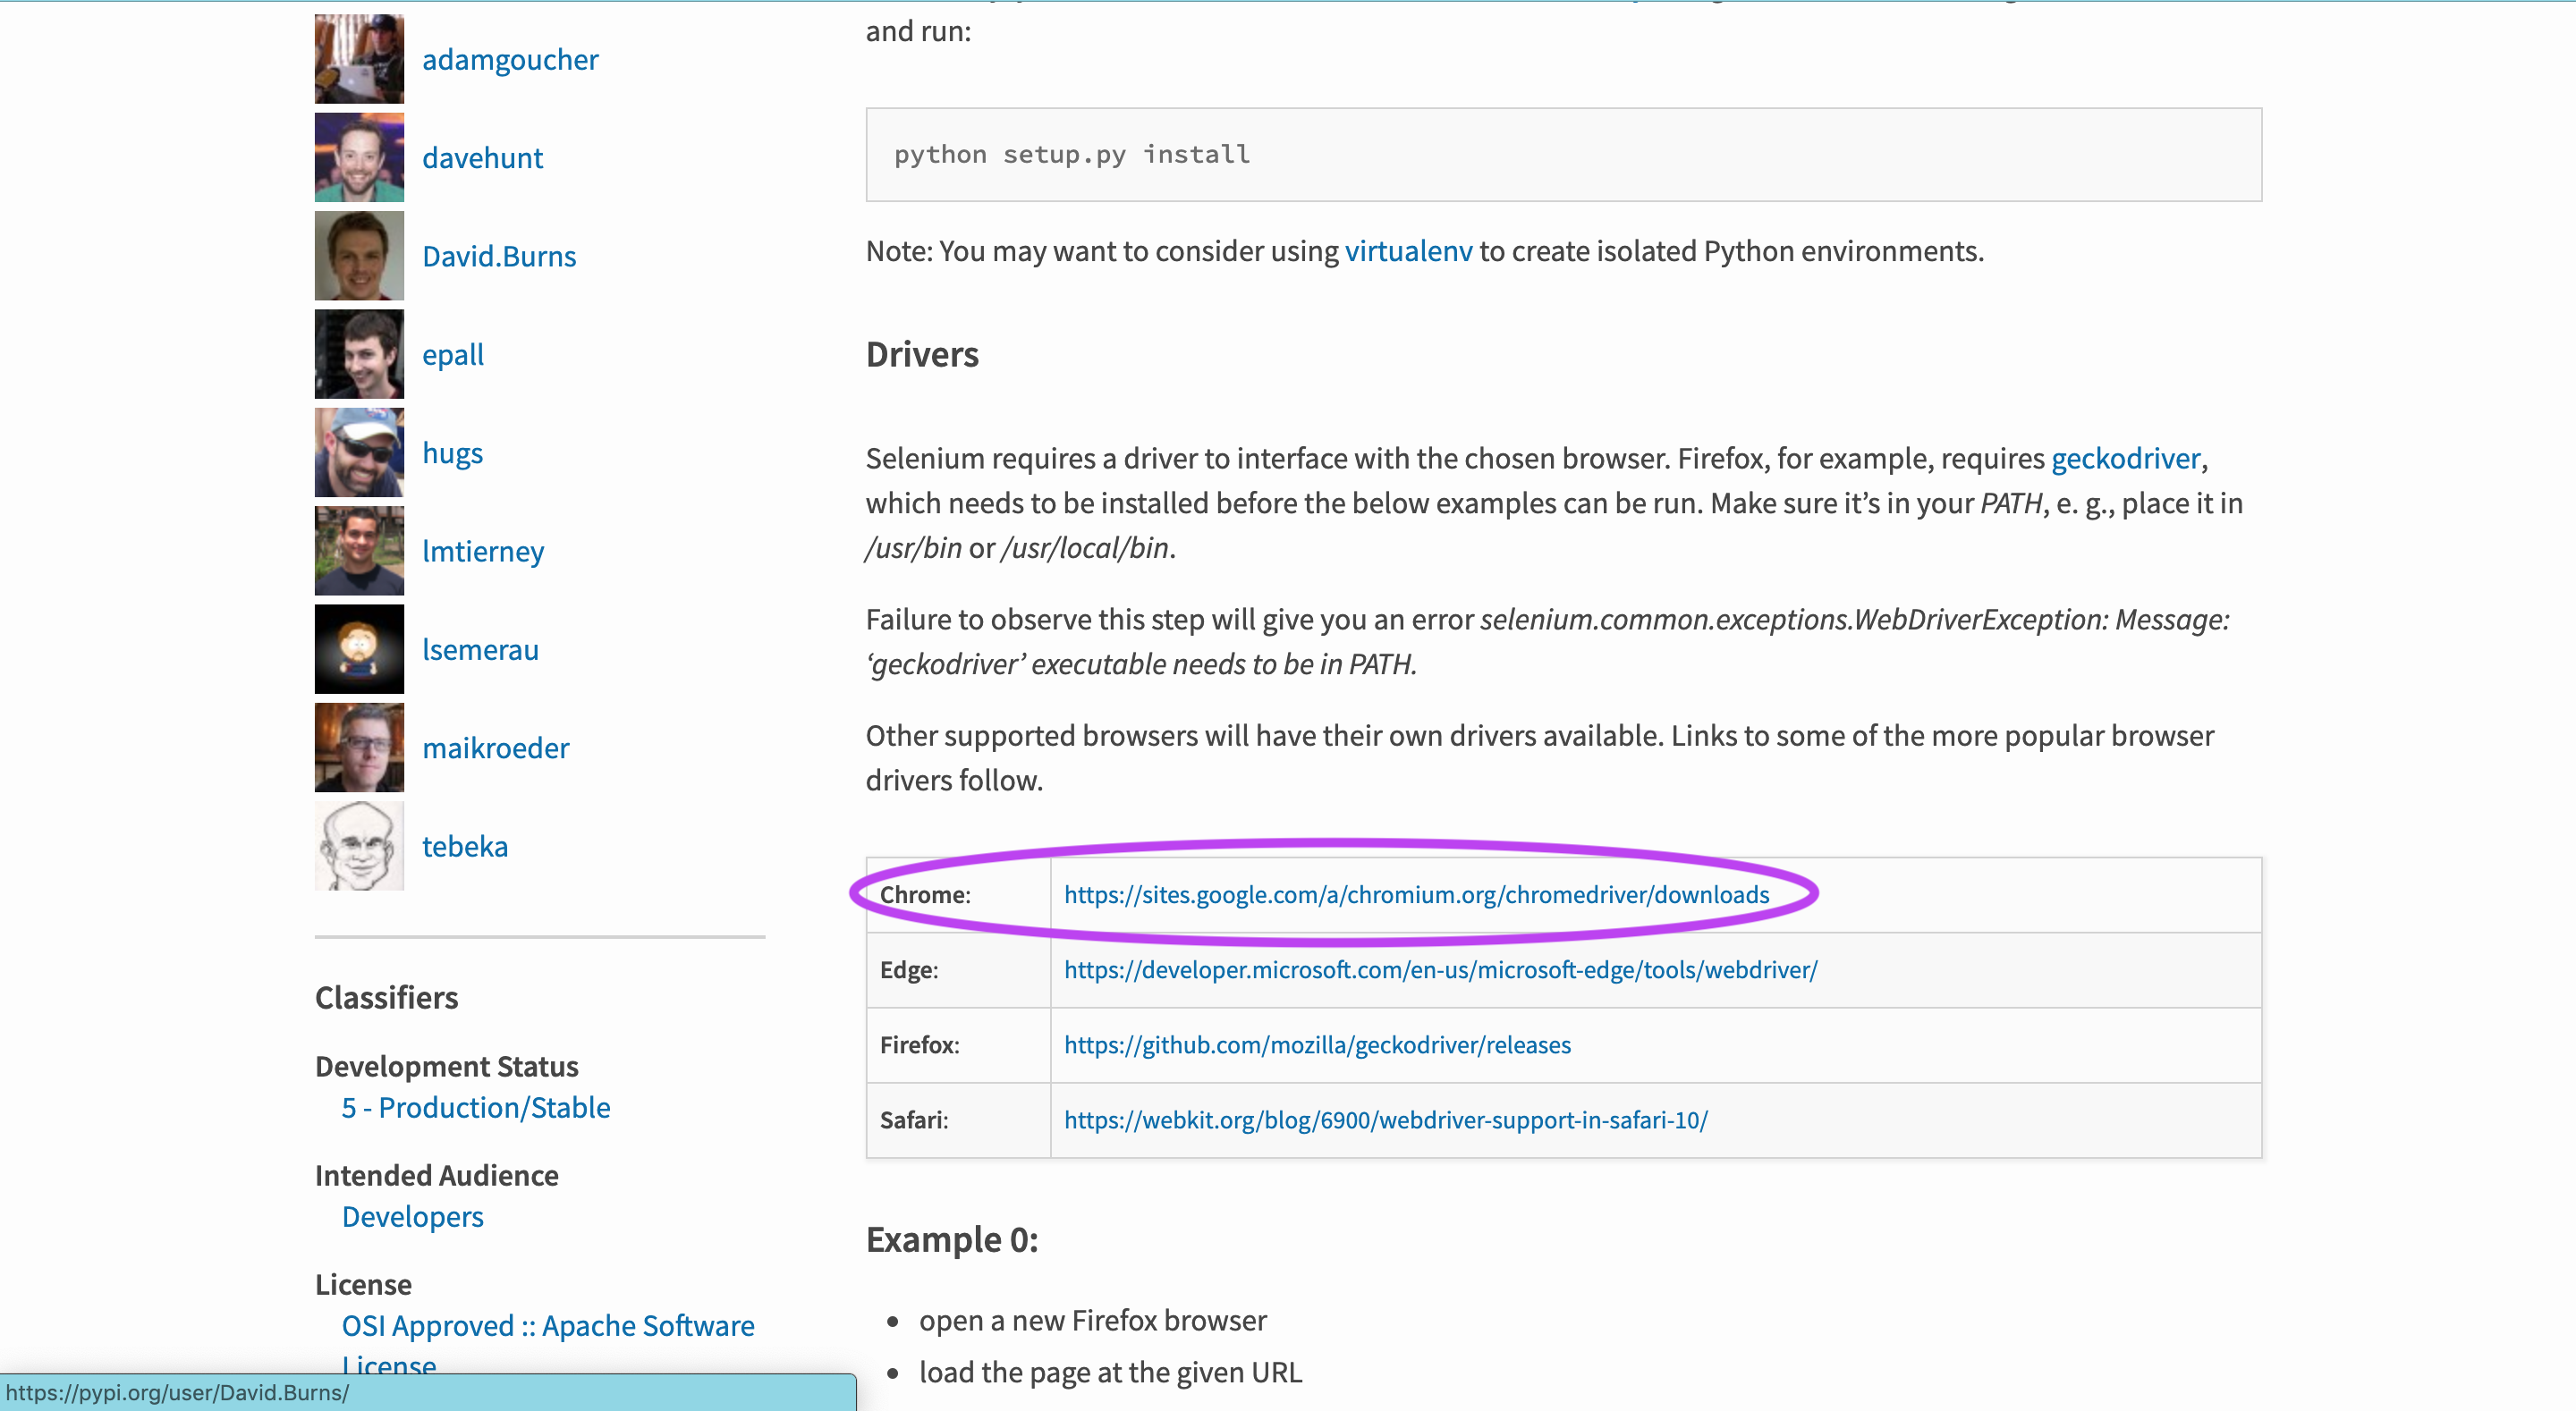 adamgoucher
davehunt
David.Burns
epall
hugs
lmtierney
lsemerau
maikroeder
tebeka
Classifiers
Development Status
5 - Production/Stable
Intended Audience
Developers
License
OSI Approved :: Apache Software
License
https://pypi.org/user/David.Burns/
and run:
python setup.py install
Note: You may want to consider using virtualenv to create isolated Python environments.
Drivers
Selenium requires a driver to interface with the chosen browser. Firefox, for example, requires geckodriver,
which needs to be installed before the below examples can be run. Make sure it’s in your PATH, e. g., place it in
/usr/bin or /usr/local/bin.
Failure to observe this step will give you an error selenium.common.exceptions.WebDriverException: Message:
‘geckodriver’ executable needs to be in PATH.
Other supported browsers will have their own drivers available. Links to some of the more popular browser
drivers follow.
Chrome: https://sites.google.com/a/chromium.org/chromedriver/downloads
Edge: https://developer.microsoft.com/en-us/microsoft-edge/tools/webdriver/
Firefox: https://github.com/mozilla/geckodriver/releases
Safari: https://webkit.org/blog/6900/webdriver-support-in-safari-10/
Example 0:
• open a new Firefox browser
• load the page at the given URL